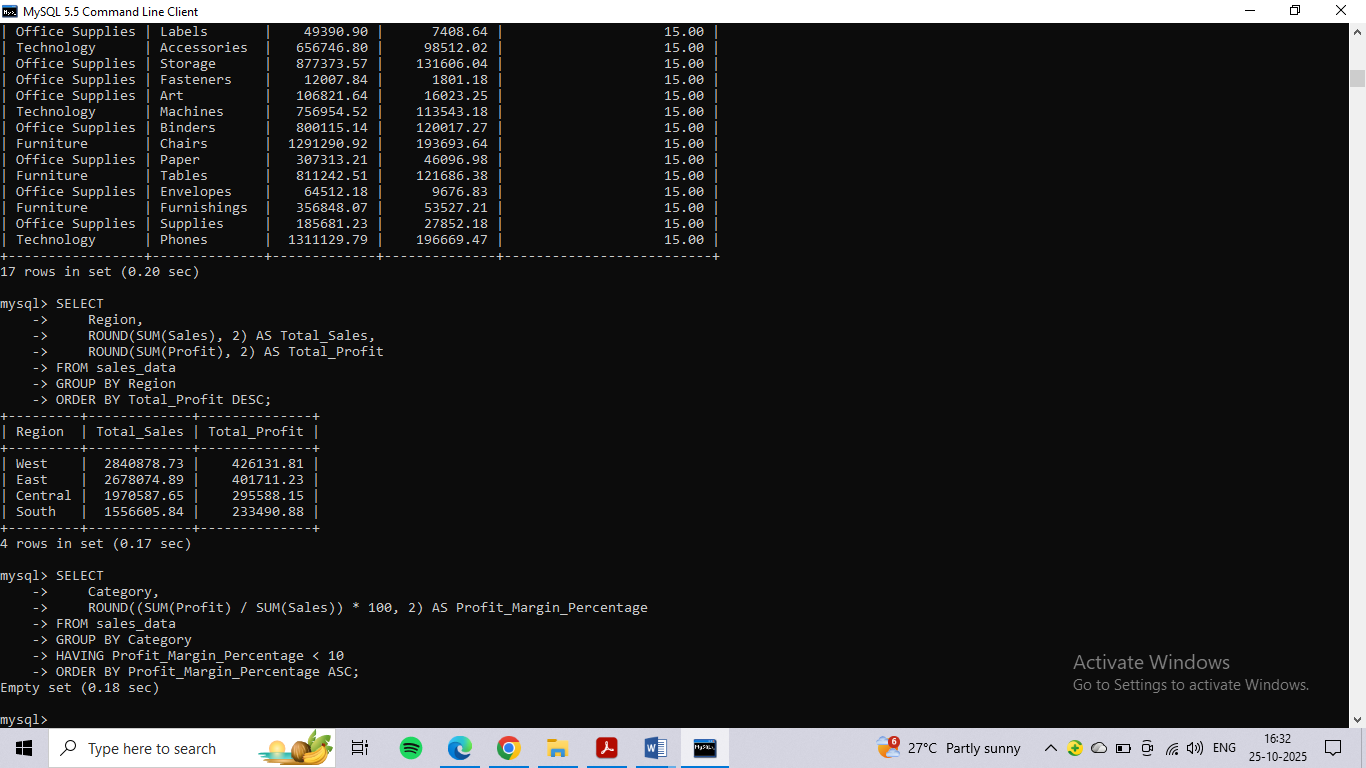 MySQL 5.5 Command Line Client
| Office Supplies | Labels       |    49390.90 |      7408.64 |                    15.00 |
| Technology      | Accessories  |   656746.80 |     98512.02 |                    15.00 |
| Office Supplies | Storage      |   877373.57 |    131606.04 |                    15.00 |
| Office Supplies | Fasteners    |    12007.84 |      1801.18 |                    15.00 |
| Office Supplies | Art          |   106821.64 |     16023.25 |                    15.00 |
| Technology      | Machines     |   756954.52 |    113543.18 |                    15.00 |
| Office Supplies | Binders      |   800115.14 |    120017.27 |                    15.00 |
| Furniture       | Chairs       |  1291290.92 |    193693.64 |                    15.00 |
| Office Supplies | Paper        |   307313.21 |     46096.98 |                    15.00 |
| Furniture       | Tables       |   811242.51 |    121686.38 |                    15.00 |
| Office Supplies | Envelopes    |    64512.18 |      9676.83 |                    15.00 |
| Furniture       | Furnishings  |   356848.07 |     53527.21 |                    15.00 |
| Office Supplies | Supplies     |   185681.23 |     27852.18 |                    15.00 |
| Technology      | Phones       |  1311129.79 |    196669.47 |                    15.00 |
+-----------------+--------------+-------------+--------------+--------------------------+
17 rows in set (0.20 sec)
mysql> SELECT
    ->     Region,
    ->     ROUND(SUM(Sales), 2) AS Total_Sales,
    ->     ROUND(SUM(Profit), 2) AS Total_Profit
    -> FROM sales_data
    -> GROUP BY Region
    -> ORDER BY Total_Profit DESC;
+---------+-------------+--------------+
| Region  | Total_Sales | Total_Profit |
+---------+-------------+--------------+
| West    |  2840878.73 |    426131.81 |
| East    |  2678074.89 |    401711.23 |
| Central |  1970587.65 |    295588.15 |
| South   |  1556605.84 |    233490.88 |
+---------+-------------+--------------+
4 rows in set (0.17 sec)
mysql> SELECT
    ->     Category,
    ->     ROUND((SUM(Profit) / SUM(Sales)) * 100, 2) AS Profit_Margin_Percentage
    -> FROM sales_data
    -> GROUP BY Category
    -> HAVING Profit_Margin_Percentage < 10
    -> ORDER BY Profit_Margin_Percentage ASC;
Empty set (0.18 sec)
mysql>
Activate Windows
Go to Settings to activate Windows.
Type here to search
6
27°C Partly sunny
ENG
16:32
25-10-2025